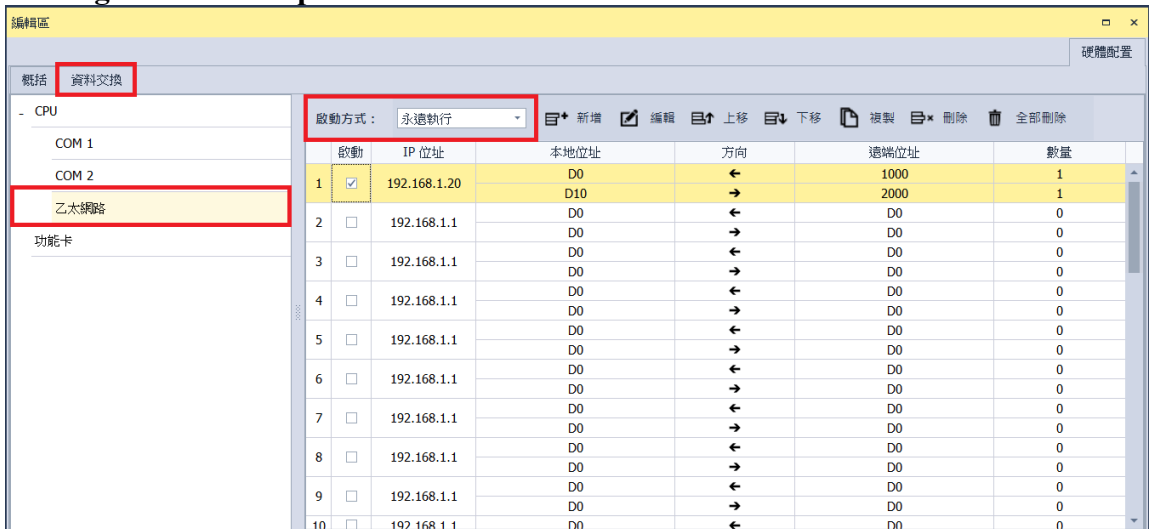 編輯區
硬體配置
概括 資料交換
- CPU
COM 1
COM 2
乙太網路
功能卡
啟動方式： 永遠執行 新增 編輯 上移 下移 複製 刪除 全部刪除
啟動 IP 位址 本地位址 方向 遠端位址 數量
1 192.168.1.20 D0 ← 1000 1
D10 → 2000 1
2 192.168.1.1 D0 ← D0 0
D0 → D0 0
3 192.168.1.1 D0 ← D0 0
D0 → D0 0
4 192.168.1.1 D0 ← D0 0
D0 → D0 0
5 192.168.1.1 D0 ← D0 0
D0 → D0 0
6 192.168.1.1 D0 ← D0 0
D0 → D0 0
7 192.168.1.1 D0 ← D0 0
D0 → D0 0
8 192.168.1.1 D0 ← D0 0
D0 → D0 0
9 192.168.1.1 D0 ← D0 0
D0 → D0 0
10 192.168.1.1 D0 ← D0 0